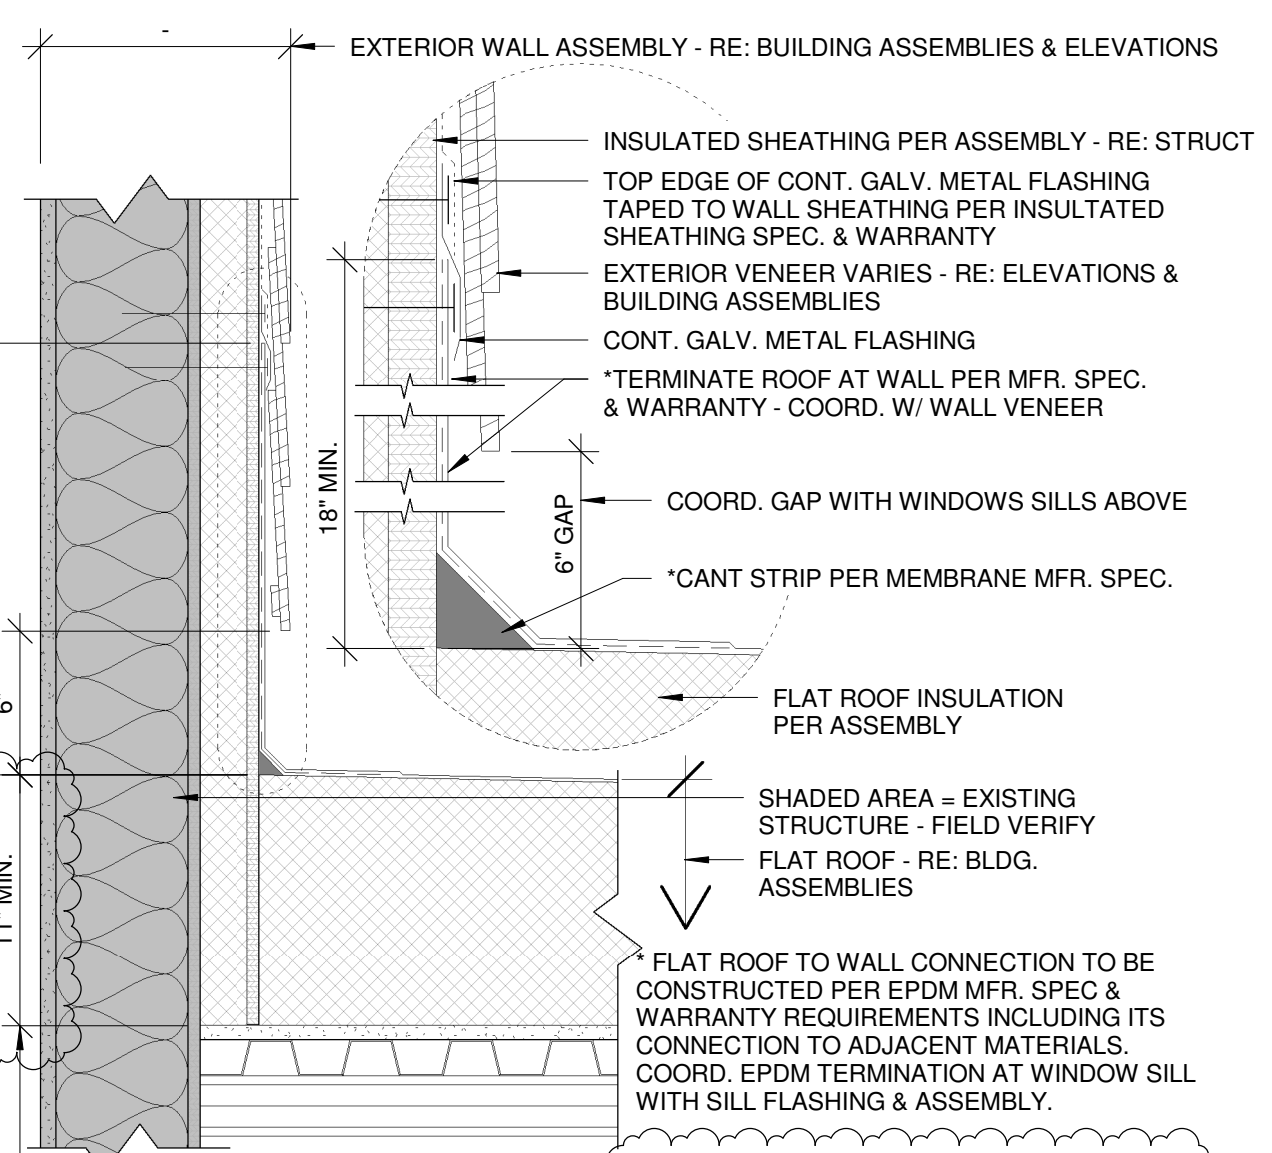 -
EXTERIOR WALL ASSEMBLY - RE: BUILDING ASSEMBLIES & ELEVATIONS
INSULATED SHEATHING PER ASSEMBLY - RE: STRUCT
TOP EDGE OF CONT. GALV. METAL FLASHING
TAPED TO WALL SHEATHING PER INSULTATED
SHEATHING SPEC. & WARRANTY
EXTERIOR VENEER VARIES - RE: ELEVATIONS &
BUILDING ASSEMBLIES
CONT. GALV. METAL FLASHING
*TERMINATE ROOF AT WALL PER MFR. SPEC.
& WARRANTY - COORD. W/ WALL VENEER
18" MIN.
6" GAP
COORD. GAP WITH WINDOWS SILLS ABOVE
*CANT STRIP PER MEMBRANE MFR. SPEC.
6"
FLAT ROOF INSULATION
PER ASSEMBLY
SHADED AREA = EXISTING
STRUCTURE - FIELD VERIFY
FLAT ROOF - RE: BLDG.
ASSEMBLIES
11" MIN.
* FLAT ROOF TO WALL CONNECTION TO BE
CONSTRUCTED PER EPDM MFR. SPEC &
WARRANTY REQUIREMENTS INCLUDING ITS
CONNECTION TO ADJACENT MATERIALS.
COORD. EPDM TERMINATION AT WINDOW SILL
WITH SILL FLASHING & ASSEMBLY.